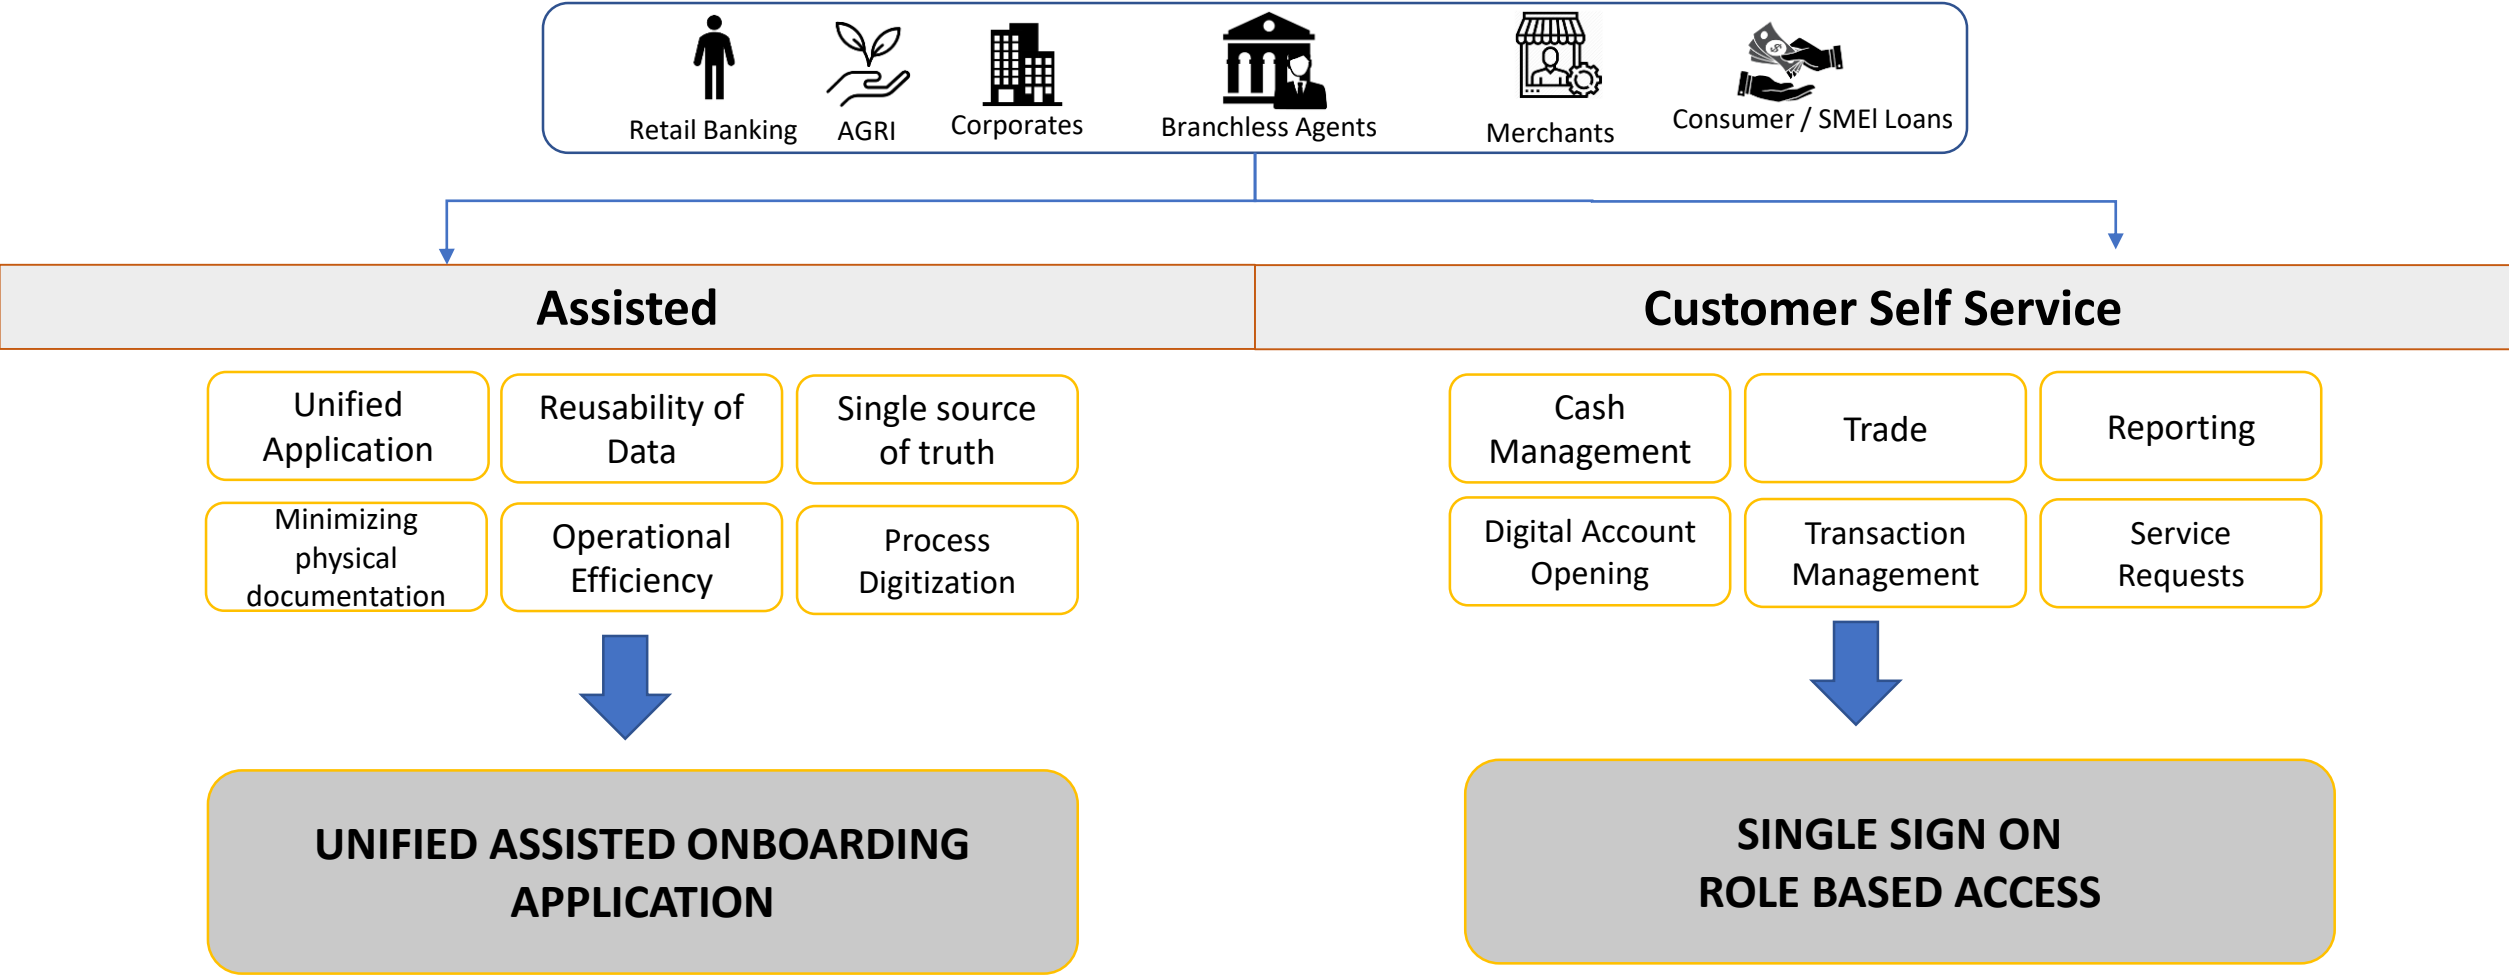 Retail Banking
AGRI
Corporates
Branchless Agents
Merchants
Consumer / SMEl Loans
Assisted
Customer Self Service
Unified
Application
Reusability of
Data
Single source
of truth
Minimizing
physical
documentation
Operational
Efficiency
Process
Digitization
Cash
Management
Trade
Reporting
Digital Account
Opening
Transaction
Management
Service
Requests
UNIFIED ASSISTED ONBOARDING
APPLICATION
SINGLE SIGN ON
ROLE BASED ACCESS